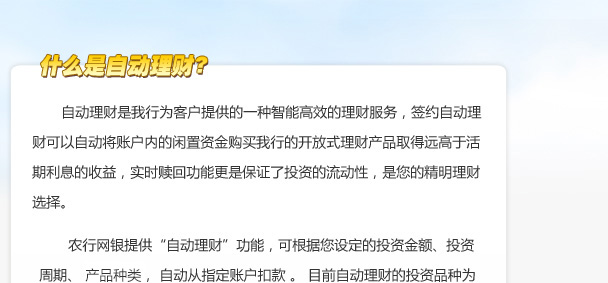 什么是自动理财?
自动理财是我行为客户提供的一种智能高效的理财服务，签约自动理
财可以自动将账户内的闲置资金购买我行的开放式理财产品取得远高于活
期利息的收益，实时赎回功能更是保证了投资的流动性，是您的精明理财
选择。
农行网银提供“自动理财”功能，可根据您设定的投资金额、投资
周期、 产品种类， 自动从指定账户扣款 。 目前自动理财的投资品种为